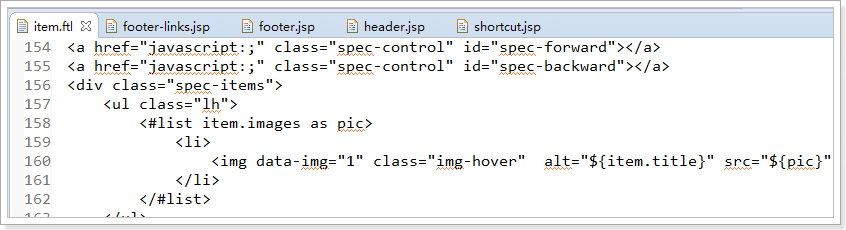 item.ftl footer-links.jsp footer.jsp header.jsp shortcut.jsp
154 <a href="javascript:;" class="spec-control" id="spec-forward"></a>
155 <a href="javascript:;" class="spec-control" id="spec-backward"></a>
156 <div class="spec-items">
157     <ul class="lh">
158         <#list item.images as pic>
159             <li>
160                 <img data-img="1" class="img-hover"  alt="${item.title}" src="${pic}"
161             </li>
162         </#list>
163     </ul>